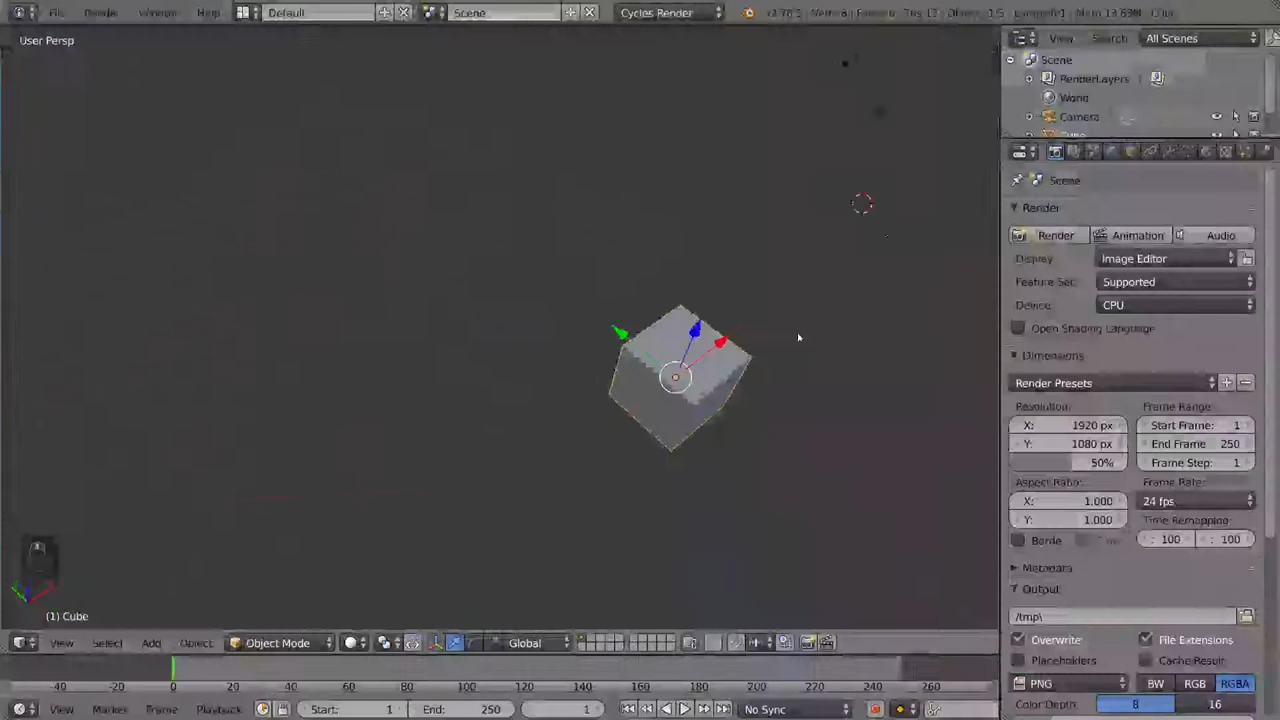 File Render Window Help Default Scene Cycles Render
User Persp
View Search All Scenes
Scene
RenderLayers
World
Camera
Scene
Render
Render Animation Audio
Display Image Editor
Feature Set: Supported
Device: CPU
Open Shading Language
Dimensions
Render Presets
Resolution: Frame Range:
X: 1920 px Start Frame: 1
Y: 1080 px End Frame 250
50% Frame Step: 1
Aspect Ratio: Frame Rate:
X: 1.000 24 fps
Y: 1.000 Time Remapping:
Borde : 100 : 100
Metadata
Output
/tmp\
Overwrite File Extensions
Placeholders Cache Result
PNG BW RGB RGBA
Color Depth: 8 16
(1) Cube
View Select Add Object Object Mode Global
-40 -20 0 20 40 60 80 100 120 140 160 180 200 220 240 260
View Marker Frame Playback Start: 1 End: 250 1 No Sync